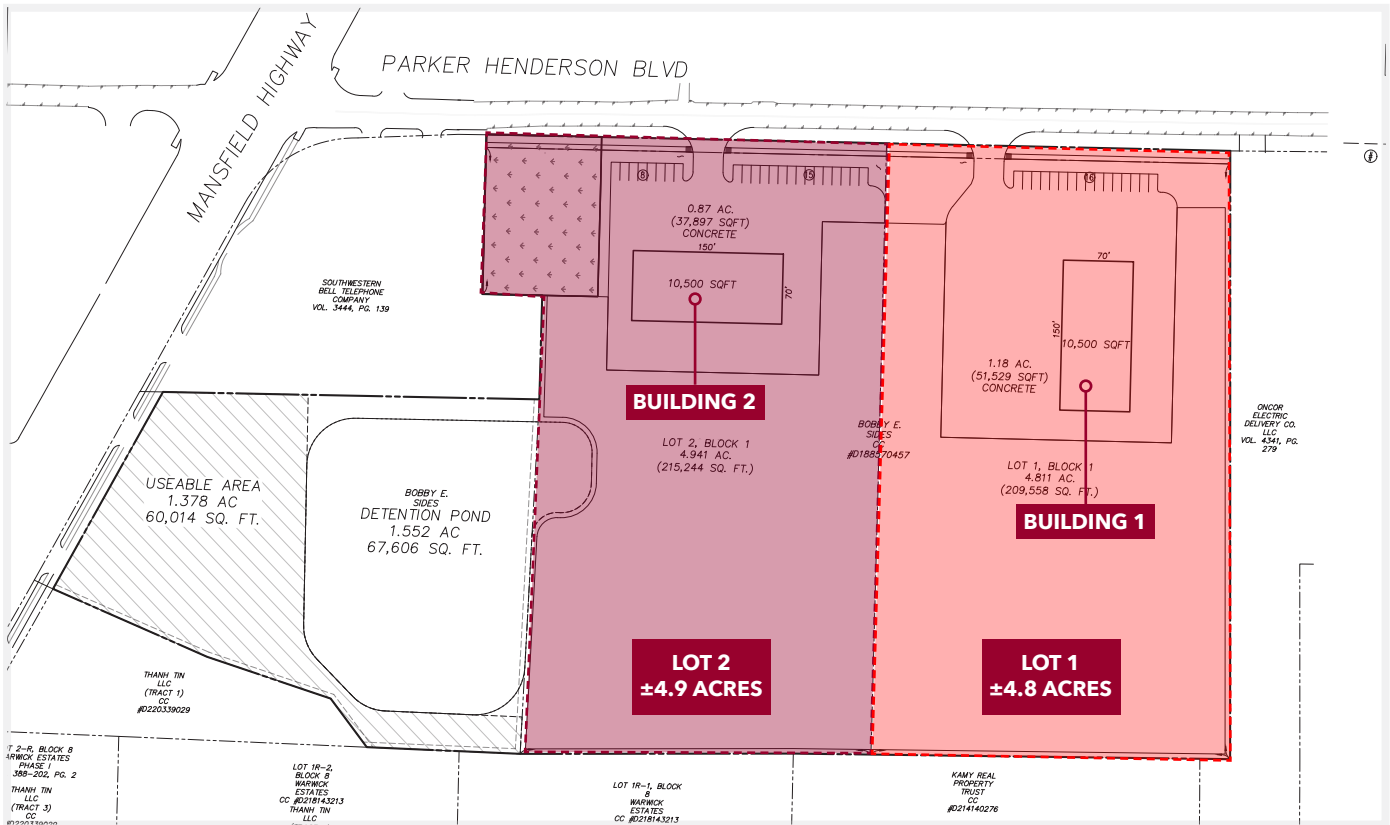 PARKER HENDERSON BLVD
MANSFIELD HIGHWAY
8
15
16
0.87 AC.
(37,897 SQFT)
CONCRETE
150'
10,500 SQFT
70'
BUILDING 2
70'
150'
10,500 SQFT
1.18 AC.
(51,529 SQFT)
CONCRETE
BUILDING 1
SOUTHWESTERN
BELL TELEPHONE
COMPANY
VOL. 3444, PG. 139
ONCOR
ELECTRIC
DELIVERY CO.
LLC
VOL. 4341, PG.
279
BOBBY E.
SIDES
CC
#D188570457
LOT 2, BLOCK 1
4.941 AC.
(215,244 SQ. FT.)
LOT 1, BLOCK 1
4.811 AC.
(209,558 SQ. FT.)
USEABLE AREA
1.378 AC
60,014 SQ. FT.
BOBBY E.
SIDES
DETENTION POND
1.552 AC
67,606 SQ. FT.
LOT 2
±4.9 ACRES
LOT 1
±4.8 ACRES
THANH TIN
LLC
(TRACT 1)
CC
#D220339029
2-R, BLOCK 8
ARWICK ESTATES
PHASE I
388-202, PG. 2
THANH TIN
LLC
(TRACT 3)
CC
#D220339029
LOT 1R-2,
BLOCK 8
WARWICK
ESTATES
CC #D218143213
THANH TIN
LLC
LOT 1R-1, BLOCK
8
WARWICK
ESTATES
CC #D218143213
KAMY REAL
PROPERTY
TRUST
CC
#D214140276